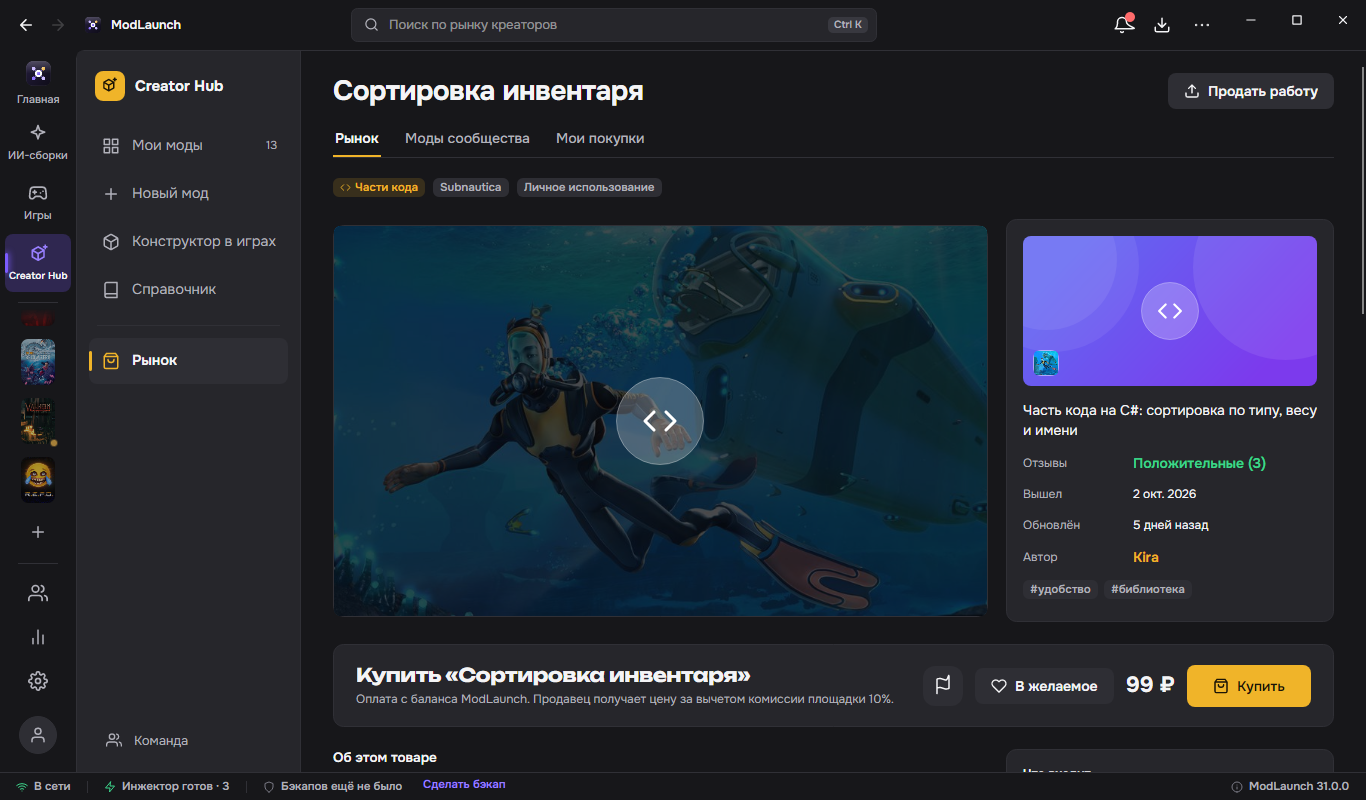 ModLaunch
Поиск по рынку креаторов
Ctrl K
Главная
ИИ-сборки
Игры
Creator Hub
Creator Hub
Мои моды 13
Новый мод
Конструктор в играх
Справочник
Рынок
Команда
Сортировка инвентаря
Продать работу
Рынок Моды сообщества Мои покупки
Части кода Subnautica Личное использование
Часть кода на C#: сортировка по типу, весу
и имени
Отзывы Положительные (3)
Вышел 2 окт. 2026
Обновлён 5 дней назад
Автор Kira
#удобство #библиотека
Купить «Сортировка инвентаря»
Оплата с баланса ModLaunch. Продавец получает цену за вычетом комиссии площадки 10%.
В желаемое 99 ₽ Купить
Об этом товаре
В сети Инжектор готов · 3 Бэкапов ещё не было Сделать бэкап ModLaunch 31.0.0